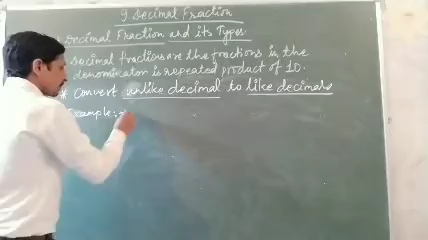 9. Decimal Fraction
Decimal Fraction and its Types:
Decimal fractions are the fractions in the
denominator is repeated product of 10.
* Convert unlike decimal to like decimals
Example:-